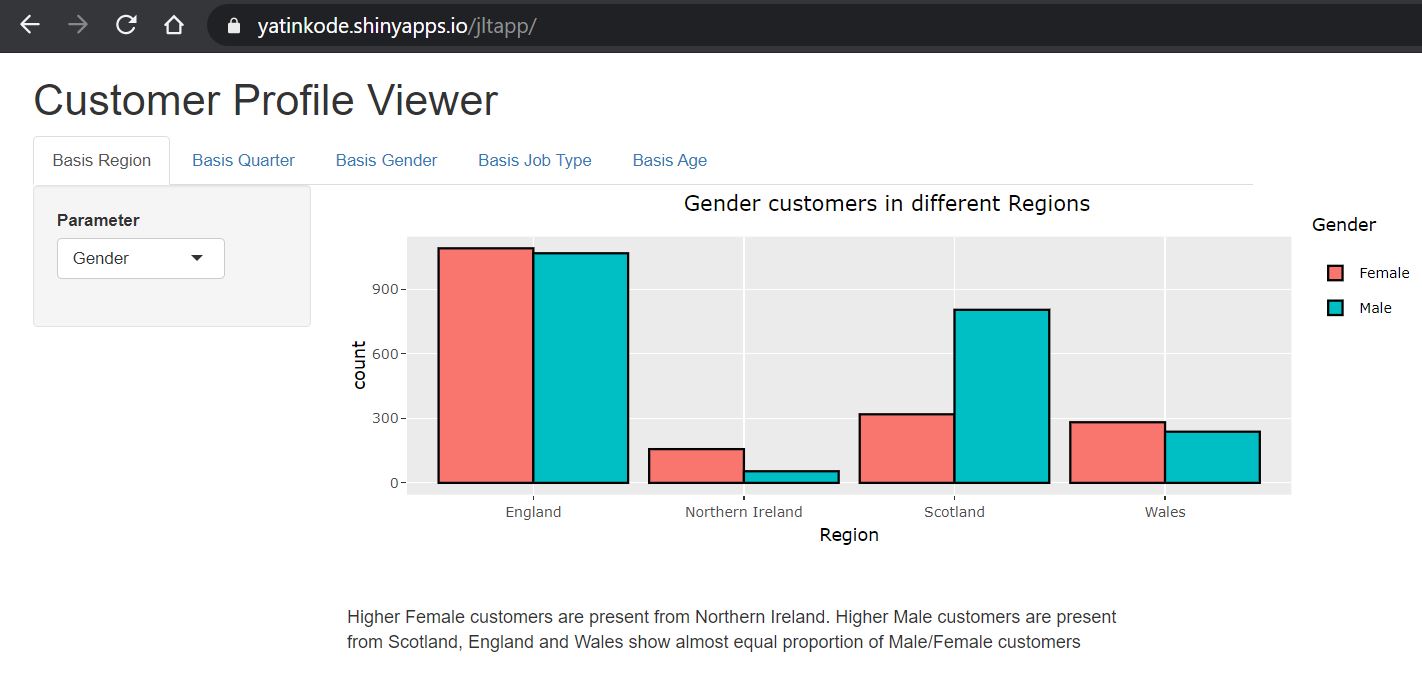 yatinkode.shinyapps.io/jltapp/
Customer Profile Viewer
Basis Region Basis Quarter Basis Gender Basis Job Type Basis Age
Parameter
Gender
Gender customers in different Regions
Gender
Female
Male
count
900
600
300
0
England Northern Ireland Scotland Wales
Region
Higher Female customers are present from Northern Ireland. Higher Male customers are present
from Scotland, England and Wales show almost equal proportion of Male/Female customers